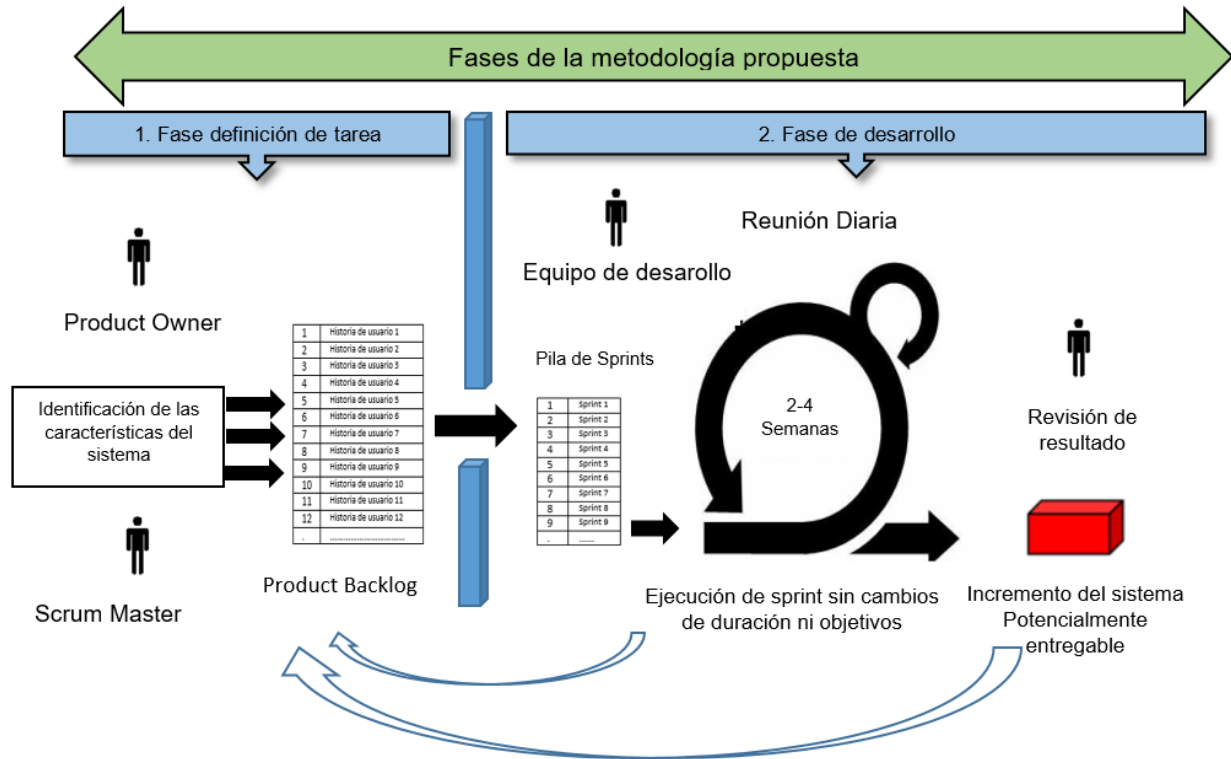 Fases de la metodología propuesta
1. Fase definición de tarea
2. Fase de desarrollo
Product Owner
Identificación de las
características del
sistema
Scrum Master
1 Historia de usuario 1
2 Historia de usuario 2
3 Historia de usuario 3
4 Historia de usuario 4
5 Historia de usuario 5
6 Historia de usuario 6
7 Historia de usuario 7
8 Historia de usuario 8
9 Historia de usuario 9
10 Historia de usuario 10
11 Historia de usuario 11
12 Historia de usuario 12
. ................................
Product Backlog
Equipo de desarollo
Reunión Diaria
Pila de Sprints
1 Sprint 1
2 Sprint 2
3 Sprint 3
4 Sprint 4
5 Sprint 5
6 Sprint 6
7 Sprint 7
8 Sprint 8
9 Sprint 9
. ......
2-4
Semanas
Ejecución de sprint sin cambios
de duración ni objetivos
Revisión de
resultado
Incremento del sistema
Potencialmente
entregable